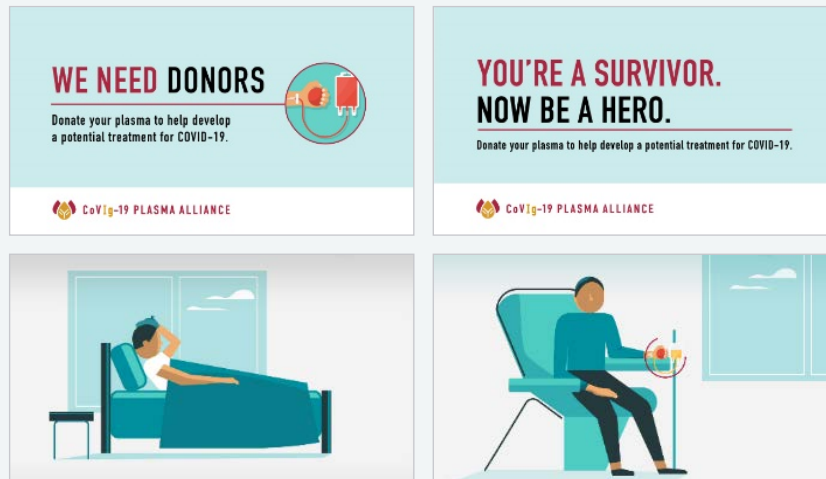 WE NEED DONORS
Donate your plasma to help develop
a potential treatment for COVID-19.
CoVIg-19 PLASMA ALLIANCE
YOU'RE A SURVIVOR.
NOW BE A HERO.
Donate your plasma to help develop a potential treatment for COVID-19.
CoVIg-19 PLASMA ALLIANCE